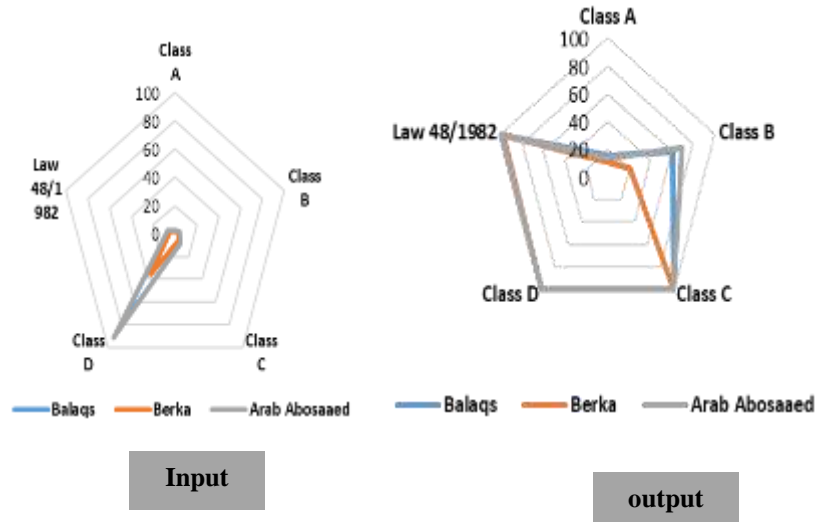 Class
A
100
80
60
40
20
0
Law
48/1
982
Class
B
Class
D
Class
C
Balaqs Berka Arab Abosaaed
Input
Class A
100
80
60
40
20
0
Law 48/1982
Class B
Class D
Class C
Balaqs Berka Arab Abosaaed
output